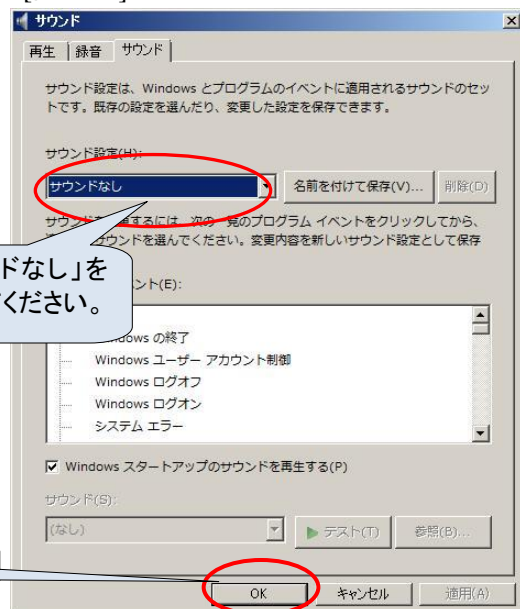 サウンド
再生 録音 サウンド
サウンド設定は、Windows とプログラムのイベントに適用されるサウンドのセッ
トです。既存の設定を選んだり、変更した設定を保存できます。
サウンド設定(H):
サウンドなし 名前を付けて保存(V)... 削除(D)
するには、次の一覧のプログラム イベントをクリックしてから、
サウンドを選んでください。変更内容を新しいサウンド設定として保存
ドなし」を
ください。
ント(E):
Windows の終了
Windows ユーザー アカウント制御
Windows ログオフ
Windows ログオン
システム エラー
Windows スタートアップのサウンドを再生する(P)
サウンド(S):
(なし) テスト(T) 参照(B)...
OK キャンセル 適用(A)